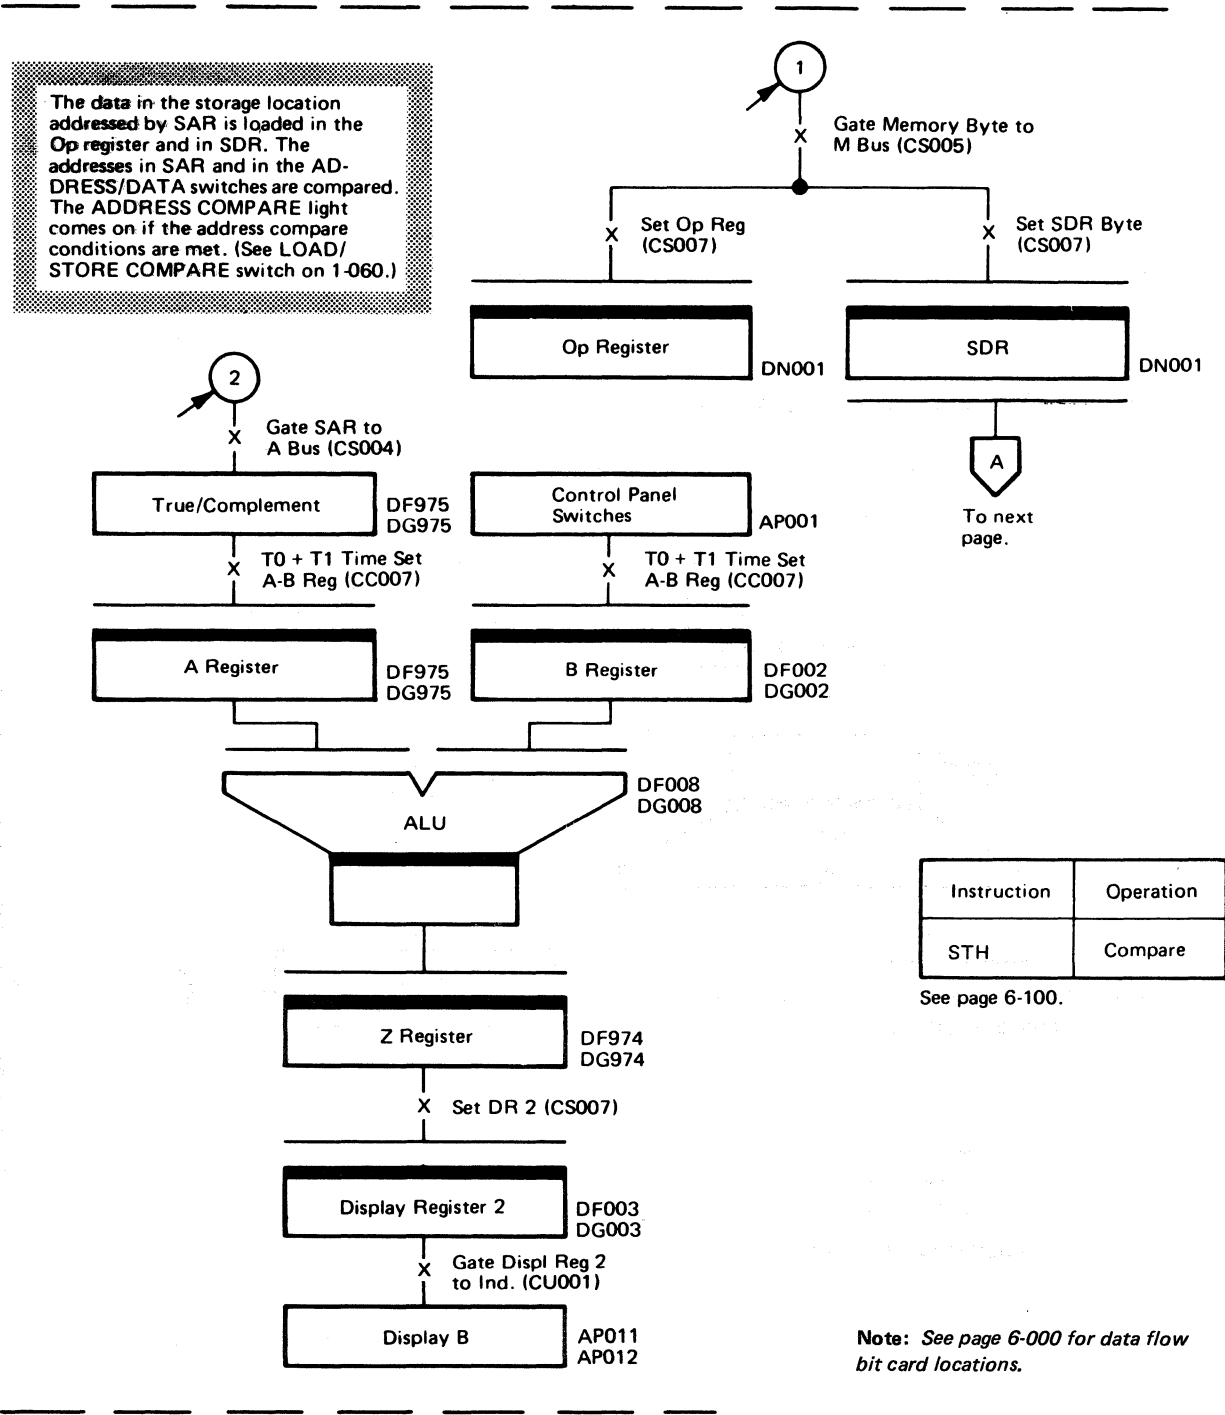 The data in the storage location
addressed by SAR is loaded in the
Op register and in SDR. The
addresses in SAR and in the AD-
DRESS/DATA switches are compared.
The ADDRESS COMPARE light
comes on if the address compare
conditions are met. (See LOAD/
STORE COMPARE switch on 1-060.)
1
Gate Memory Byte to
M Bus (CS005)
Set Op Reg
(CS007)
Set SDR Byte
(CS007)
Op Register
DN001
SDR
DN001
A
To next
page.
2
Gate SAR to
A Bus (CS004)
True/Complement
DF975
DG975
Control Panel
Switches
AP001
T0 + T1 Time Set
A-B Reg (CC007)
T0 + T1 Time Set
A-B Reg (CC007)
A Register
DF975
DG975
B Register
DF002
DG002
ALU
DF008
DG008
Instruction Operation
STH Compare
See page 6-100.
Z Register
DF974
DG974
Set DR 2 (CS007)
Display Register 2
DF003
DG003
Gate Displ Reg 2
to Ind. (CU001)
Display B
AP011
AP012
Note: See page 6-000 for data flow
bit card locations.